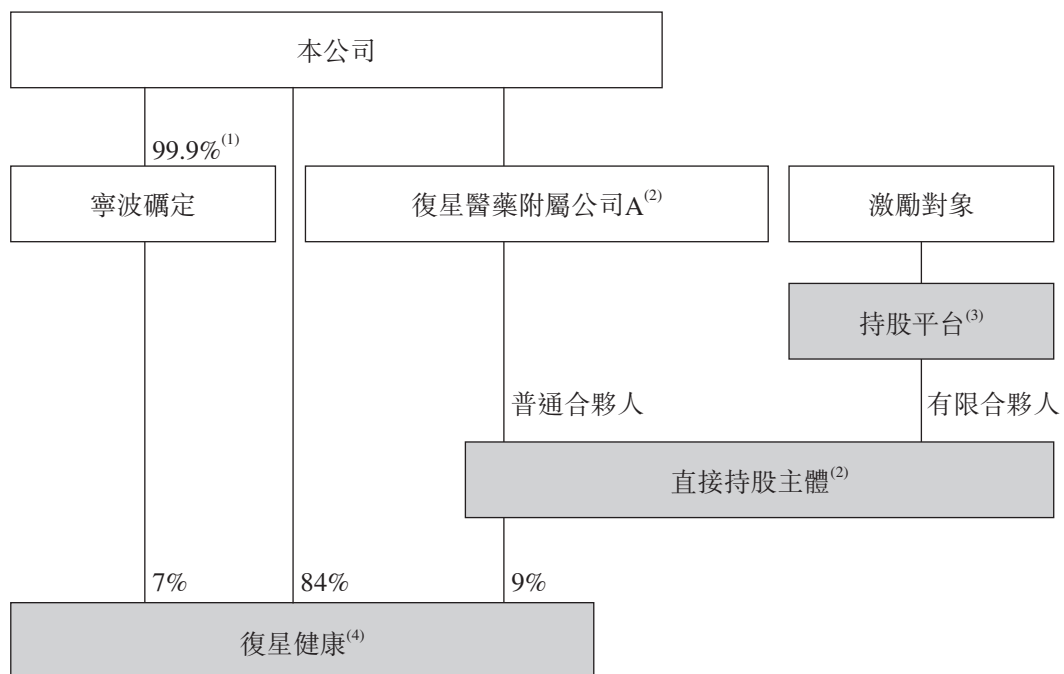 本公司
99.9%(1)
寧波礪定
復星醫藥附屬公司A(2)
激勵對象
持股平台(3)
普通合夥人
有限合夥人
直接持股主體(2)
7%
84%
9%
復星健康(4)